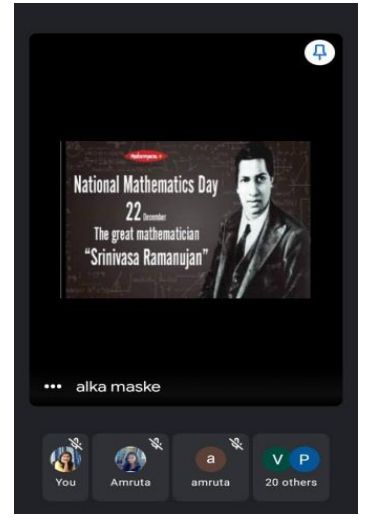 National Mathematics Day
22 December
The great mathematician
“Srinivasa Ramanujan”
••• alka maske
a
V P
You
Amruta
amruta
20 others